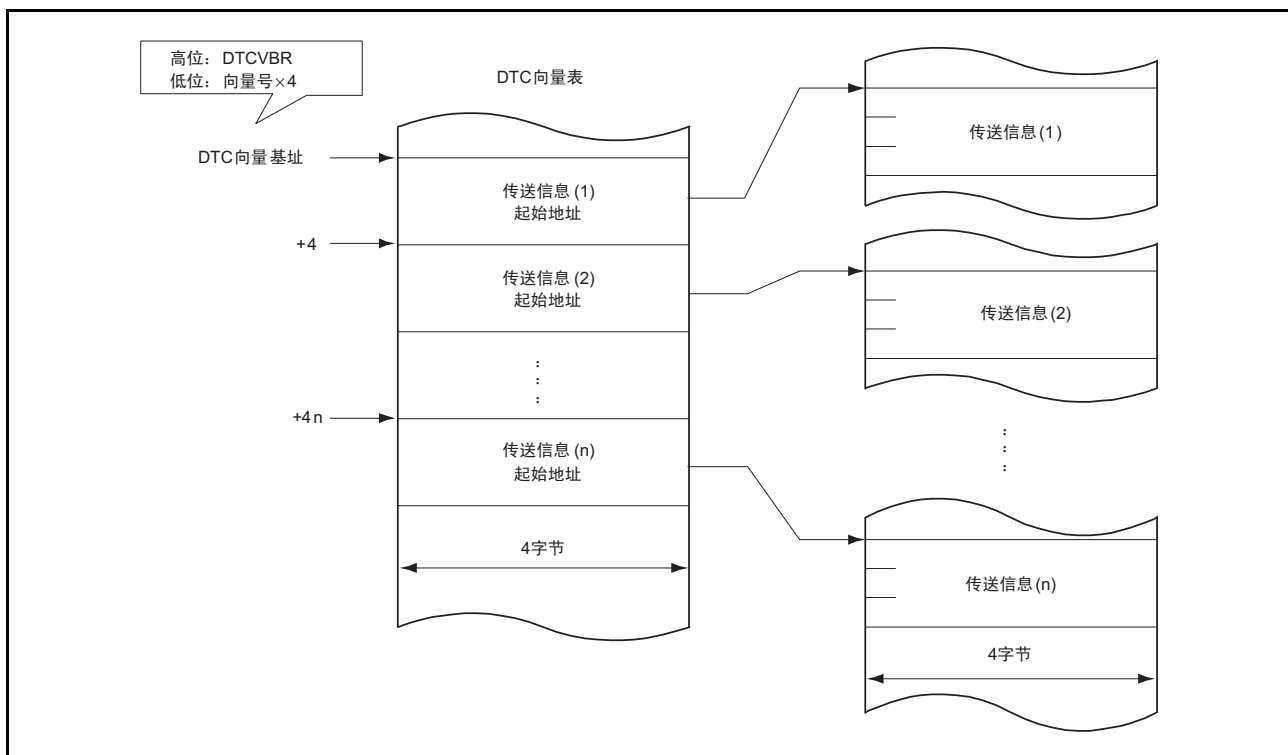 高位：DTCVBR
低位：向量号×4
DTC向量表
DTC向量基址
传送信息(1)
起始地址
+4
传送信息(2)
起始地址
⋮
+4n
传送信息(n)
起始地址
4字节
传送信息(1)
传送信息(2)
⋮
传送信息(n)
4字节